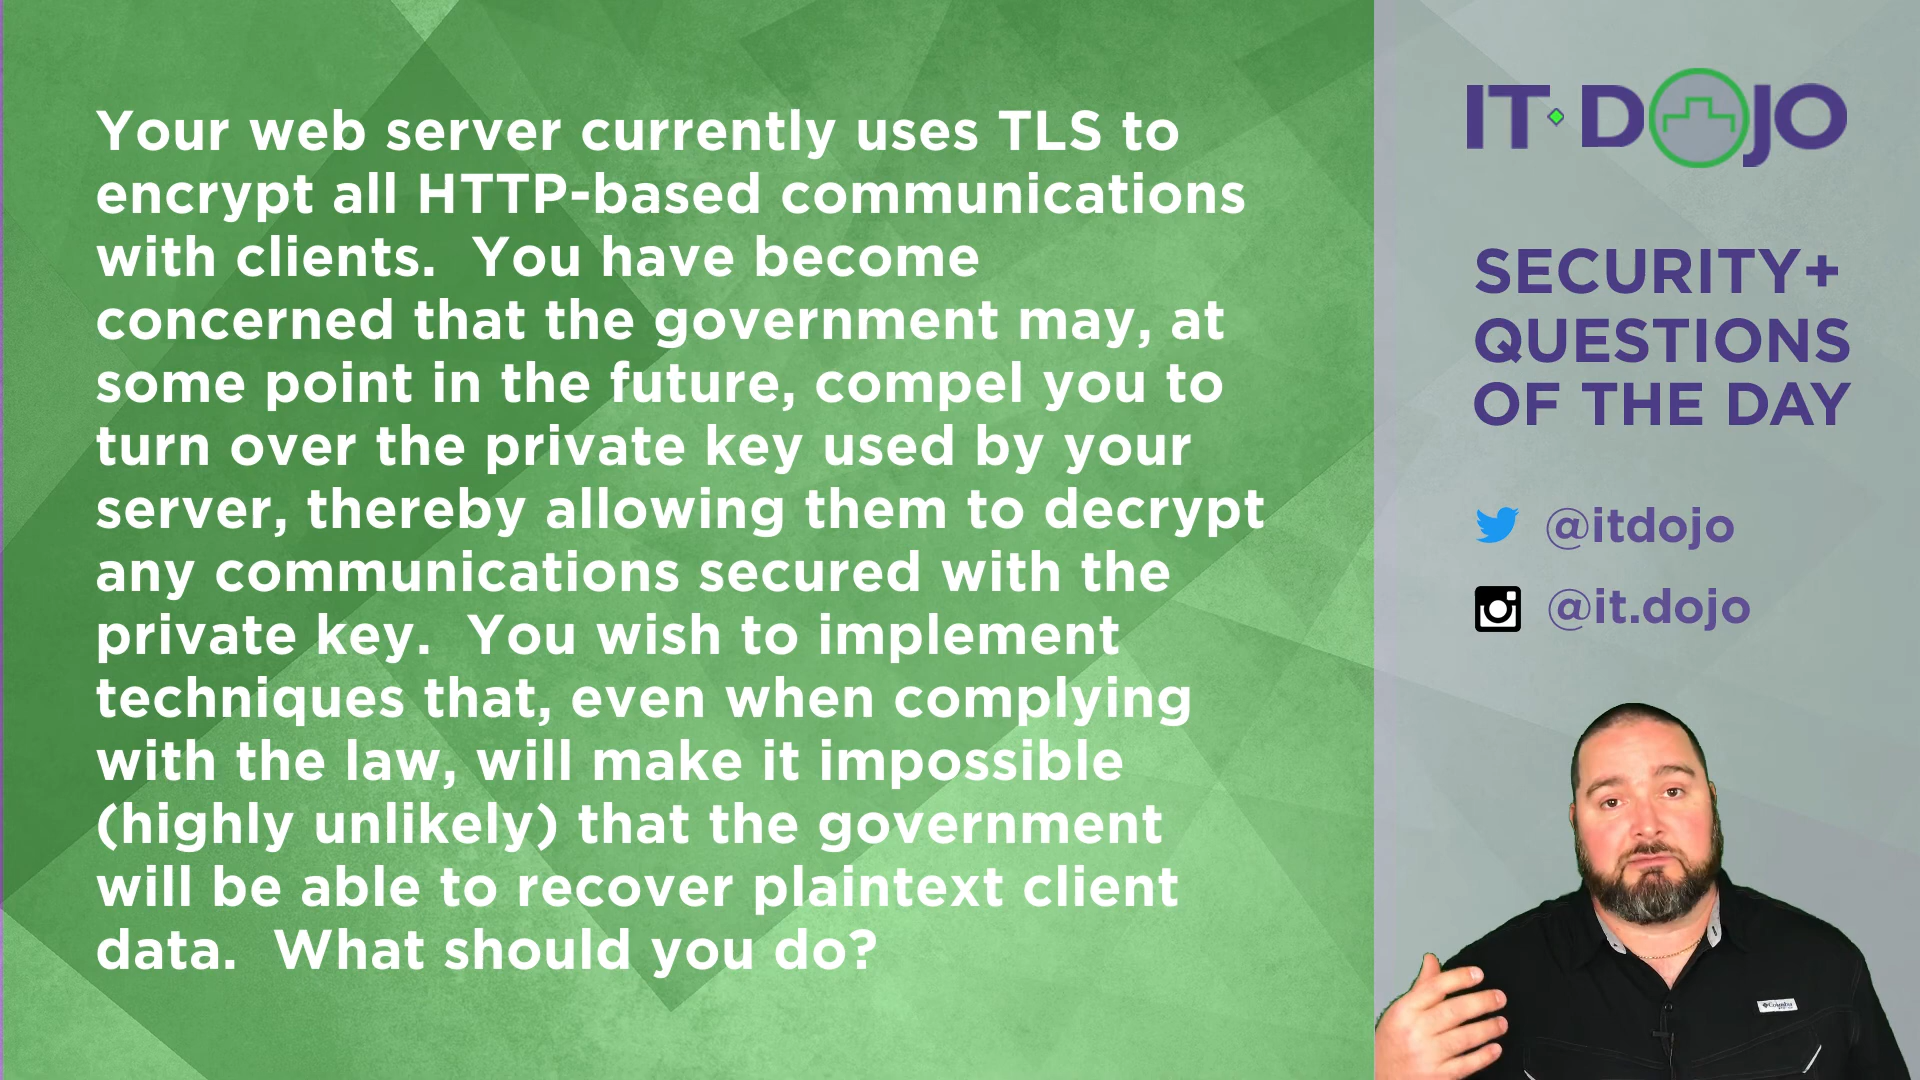 Your web server currently uses TLS to
encrypt all HTTP-based communications
with clients.  You have become
concerned that the government may, at
some point in the future, compel you to
turn over the private key used by your
server, thereby allowing them to decrypt
any communications secured with the
private key.  You wish to implement
techniques that, even when complying
with the law, will make it impossible
(highly unlikely) that the government
will be able to recover plaintext client
data.  What should you do?
IT·DOJO
SECURITY+
QUESTIONS
OF THE DAY
@itdojo
@it.dojo
Columbia